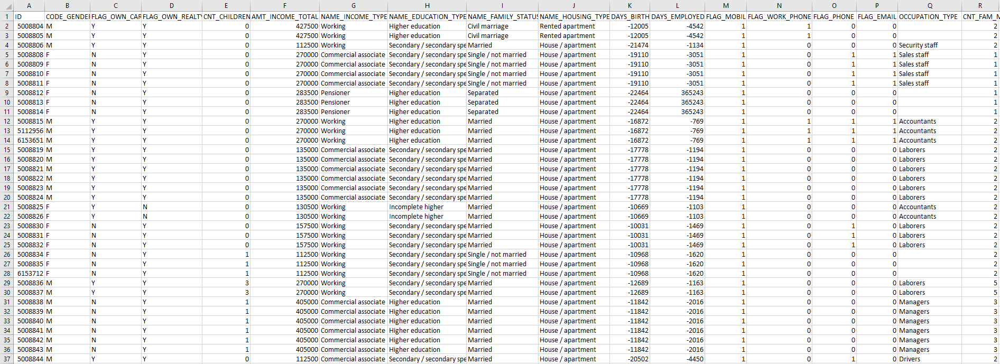 A B C D E F G H I J K L M N O P Q R
1 ID CODE_GENDER FLAG_OWN_CAR FLAG_OWN_REALTY CNT_CHILDREN AMT_INCOME_TOTAL NAME_INCOME_TYPE NAME_EDUCATION_TYPE NAME_FAMILY_STATUS NAME_HOUSING_TYPE DAYS_BIRTH DAYS_EMPLOYED FLAG_MOBIL FLAG_WORK_PHONE FLAG_PHONE FLAG_EMAIL OCCUPATION_TYPE CNT_FAM_M
2 5008804 M Y Y 0 427500 Working Higher education Civil marriage Rented apartment -12005 -4542 1 1 0 0 2
3 5008805 M Y Y 0 427500 Working Higher education Civil marriage Rented apartment -12005 -4542 1 1 0 0 2
4 5008806 M Y Y 0 112500 Working Secondary / secondary spe Married House / apartment -21474 -1134 1 0 0 0 Security staff 2
5 5008808 F N Y 0 270000 Commercial associate Secondary / secondary spe Single / not married House / apartment -19110 -3051 1 0 1 1 Sales staff 1
6 5008809 F N Y 0 270000 Commercial associate Secondary / secondary spe Single / not married House / apartment -19110 -3051 1 0 1 1 Sales staff 1
7 5008810 F N Y 0 270000 Commercial associate Secondary / secondary spe Single / not married House / apartment -19110 -3051 1 0 1 1 Sales staff 1
8 5008811 F N Y 0 270000 Commercial associate Secondary / secondary spe Single / not married House / apartment -19110 -3051 1 0 1 1 Sales staff 1
9 5008812 F N Y 0 283500 Pensioner Higher education Separated House / apartment -22464 365243 1 0 0 0 1
10 5008813 F N Y 0 283500 Pensioner Higher education Separated House / apartment -22464 365243 1 0 0 0 1
11 5008814 F N Y 0 283500 Pensioner Higher education Separated House / apartment -22464 365243 1 0 0 0 1
12 5008815 M Y Y 0 270000 Working Higher education Married House / apartment -16872 -769 1 1 1 1 Accountants 2
13 5112956 M Y Y 0 270000 Working Higher education Married House / apartment -16872 -769 1 1 1 1 Accountants 2
14 6153651 M Y Y 0 270000 Working Higher education Married House / apartment -16872 -769 1 1 1 1 Accountants 2
15 5008819 M Y Y 0 135000 Commercial associate Secondary / secondary spe Married House / apartment -17778 -1194 1 0 0 0 Laborers 2
16 5008820 M Y Y 0 135000 Commercial associate Secondary / secondary spe Married House / apartment -17778 -1194 1 0 0 0 Laborers 2
17 5008821 M Y Y 0 135000 Commercial associate Secondary / secondary spe Married House / apartment -17778 -1194 1 0 0 0 Laborers 2
18 5008822 M Y Y 0 135000 Commercial associate Secondary / secondary spe Married House / apartment -17778 -1194 1 0 0 0 Laborers 2
19 5008823 M Y Y 0 135000 Commercial associate Secondary / secondary spe Married House / apartment -17778 -1194 1 0 0 0 Laborers 2
20 5008824 M Y Y 0 135000 Commercial associate Secondary / secondary spe Married House / apartment -17778 -1194 1 0 0 0 Laborers 2
21 5008825 F Y N 0 130500 Working Incomplete higher Married House / apartment -10669 -1103 1 0 0 0 Accountants 2
22 5008826 F Y N 0 130500 Working Incomplete higher Married House / apartment -10669 -1103 1 0 0 0 Accountants 2
23 5008830 F N Y 0 157500 Working Secondary / secondary spe Married House / apartment -10031 -1469 1 0 1 0 Laborers 2
24 5008831 F N Y 0 157500 Working Secondary / secondary spe Married House / apartment -10031 -1469 1 0 1 0 Laborers 2
25 5008832 F N Y 0 157500 Working Secondary / secondary spe Married House / apartment -10031 -1469 1 0 1 0 Laborers 2
26 5008834 F N Y 1 112500 Working Secondary / secondary spe Single / not married House / apartment -10968 -1620 1 0 0 0 2
27 5008835 F N Y 1 112500 Working Secondary / secondary spe Single / not married House / apartment -10968 -1620 1 0 0 0 2
28 6153712 F N Y 1 112500 Working Secondary / secondary spe Single / not married House / apartment -10968 -1620 1 0 0 0 2
29 5008836 M Y Y 3 270000 Working Secondary / secondary spe Married House / apartment -12689 -1163 1 0 0 0 Laborers 5
30 5008837 M Y Y 3 270000 Working Secondary / secondary spe Married House / apartment -12689 -1163 1 0 0 0 Laborers 5
31 5008838 M N Y 1 405000 Commercial associate Higher education Married House / apartment -11842 -2016 1 0 0 0 Managers 3
32 5008839 M N Y 1 405000 Commercial associate Higher education Married House / apartment -11842 -2016 1 0 0 0 Managers 3
33 5008840 M N Y 1 405000 Commercial associate Higher education Married House / apartment -11842 -2016 1 0 0 0 Managers 3
34 5008841 M N Y 1 405000 Commercial associate Higher education Married House / apartment -11842 -2016 1 0 0 0 Managers 3
35 5008842 M N Y 1 405000 Commercial associate Higher education Married House / apartment -11842 -2016 1 0 0 0 Managers 3
36 5008843 M N Y 1 405000 Commercial associate Higher education Married House / apartment -11842 -2016 1 0 0 0 Managers 3
37 5008844 M Y Y 0 112500 Commercial associate Secondary / secondary spe Married House / apartment -20502 -4450 1 0 1 0 Drivers 2